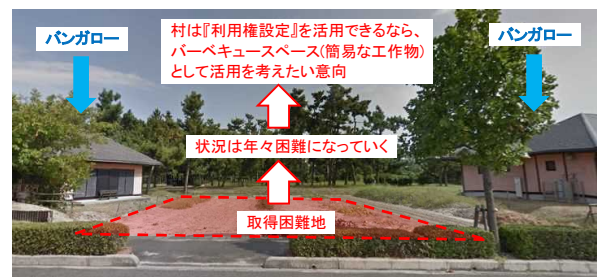 村は『利用権設定』を活用できるなら、
バーベキュースペース(簡易な工作物)
として活用を考えたい意向
バンガロー
バンガロー
状況は年々困難になっていく
取得困難地